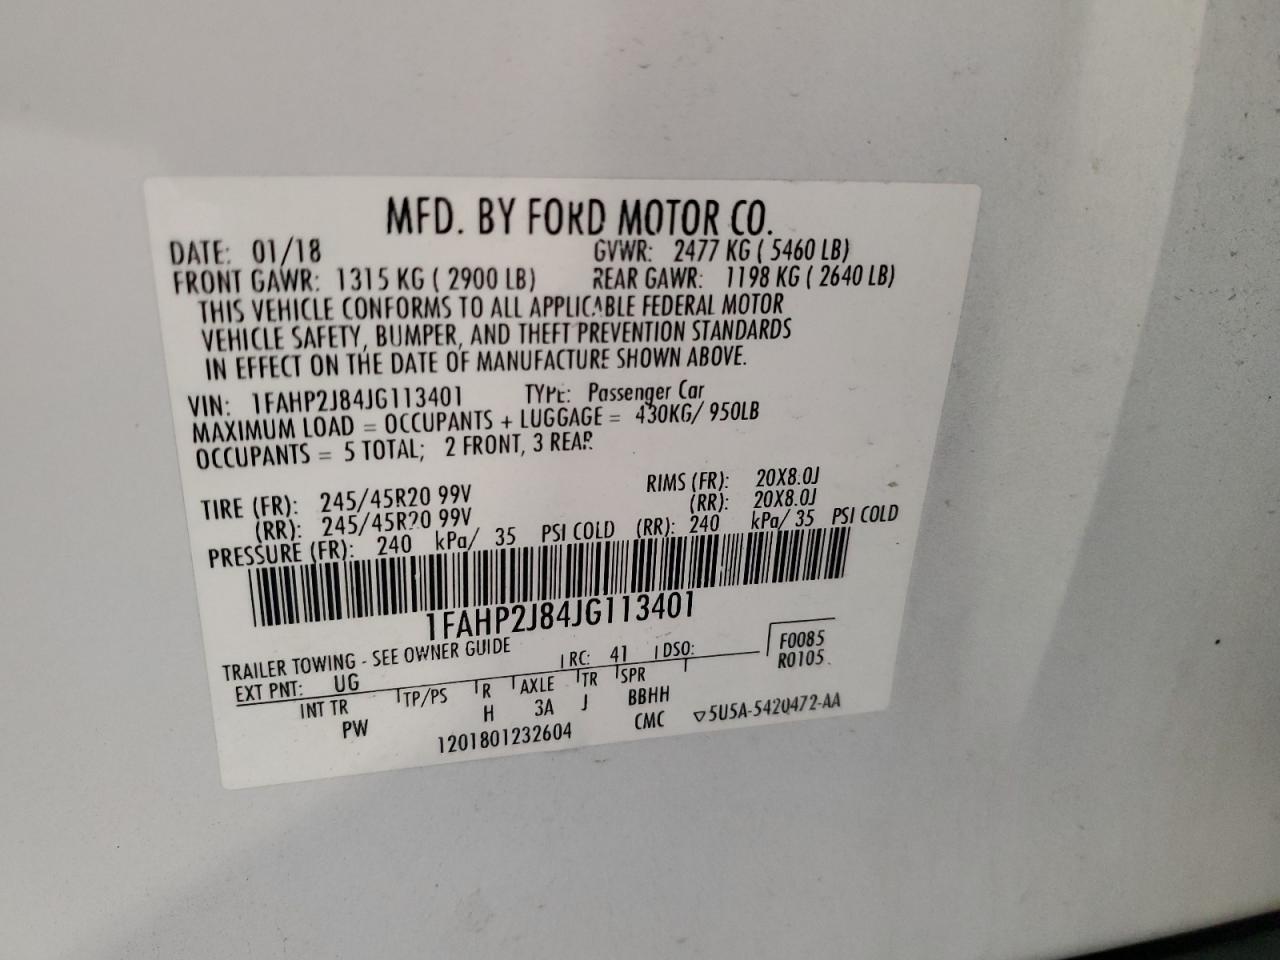 MFD. BY FORD MOTOR CO.
DATE: 01/18 GVWR: 2477 KG ( 5460 LB)
FRONT GAWR: 1315 KG ( 2900 LB) REAR GAWR: 1198 KG ( 2640 LB)
THIS VEHICLE CONFORMS TO ALL APPLICABLE FEDERAL MOTOR
VEHICLE SAFETY, BUMPER, AND THEFT PREVENTION STANDARDS
IN EFFECT ON THE DATE OF MANUFACTURE SHOWN ABOVE.
VIN: 1FAHP2J84JG113401 TYPE: Passenger Car
MAXIMUM LOAD = OCCUPANTS + LUGGAGE = 430KG/ 950LB
OCCUPANTS = 5 TOTAL; 2 FRONT, 3 REAR
TIRE (FR): 245/45R20 99V RIMS (FR): 20X8.0J
(RR): 245/45R20 99V (RR): 20X8.0J
PRESSURE (FR): 240 kPa/ 35 PSI COLD (RR): 240 kPa/ 35 PSI COLD
1FAHP2J84JG113401
TRAILER TOWING - SEE OWNER GUIDE
EXT PNT: UG RC: 41 DSO: F0085
R0105
INT TR TP/PS R AXLE TR SPR
PW H 3A J BBHH
1201801232604 CMC ▽5U5A-5420472-AA